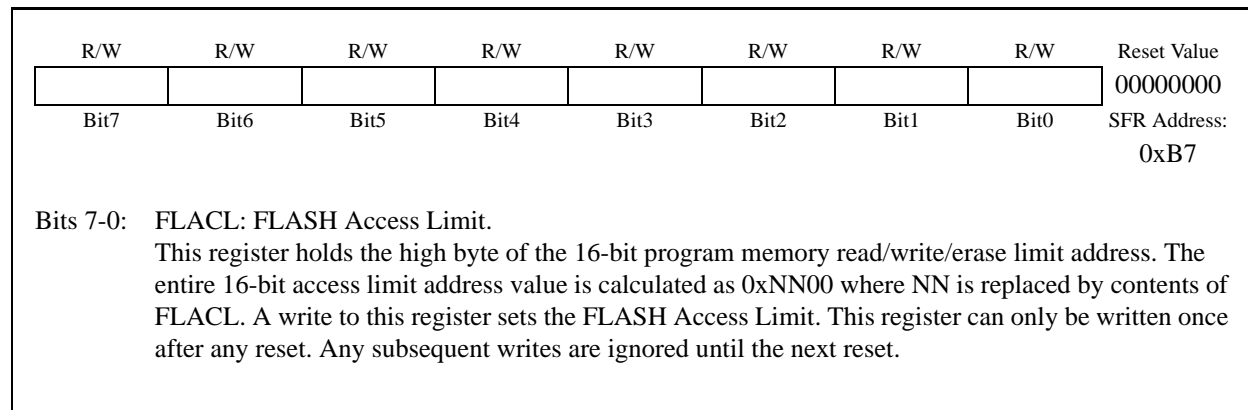 R/W R/W R/W R/W R/W R/W R/W R/W Reset Value
00000000
Bit7 Bit6 Bit5 Bit4 Bit3 Bit2 Bit1 Bit0 SFR Address:
0xB7
Bits 7-0: FLACL: FLASH Access Limit.
This register holds the high byte of the 16-bit program memory read/write/erase limit address. The
entire 16-bit access limit address value is calculated as 0xNN00 where NN is replaced by contents of
FLACL. A write to this register sets the FLASH Access Limit. This register can only be written once
after any reset. Any subsequent writes are ignored until the next reset.